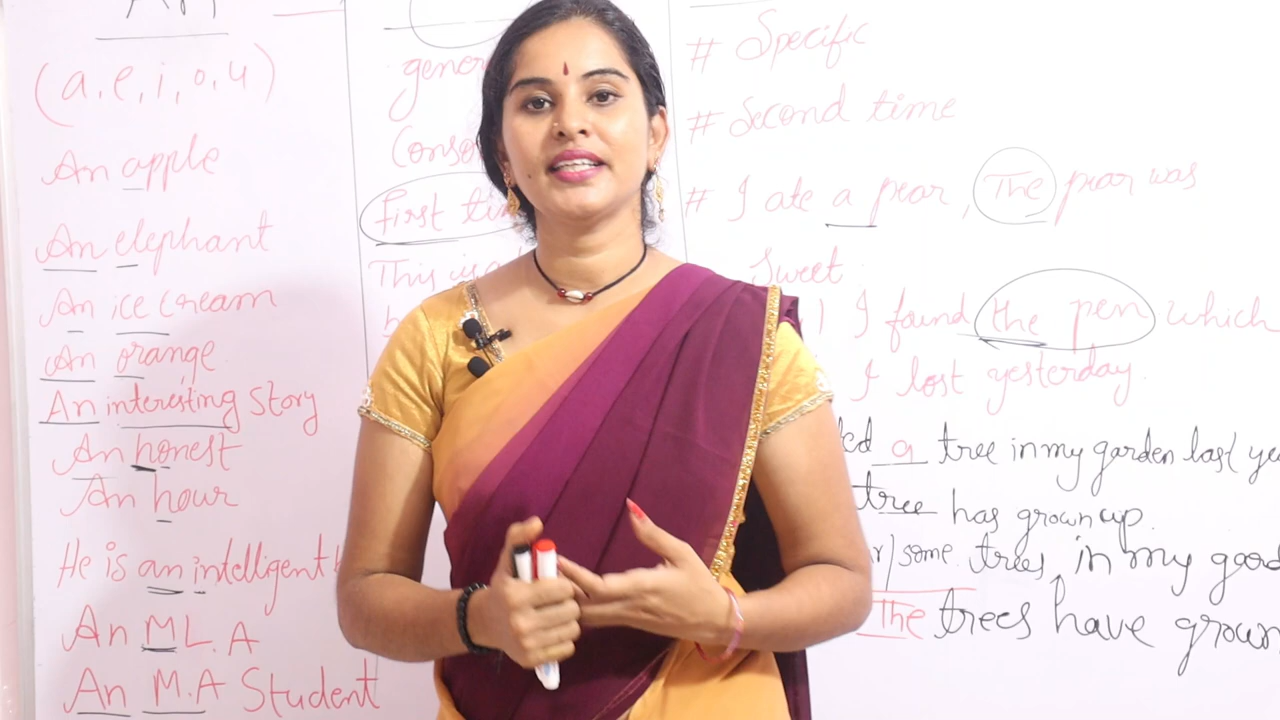 (a, e, i, o, u)
An apple
An elephant
An ice cream
An orange
An interesting Story
An honest
An hour
He is an intelligent
An M L. A
An M.A Student
first
This is
# Specific
# Second time
# I ate a pear, The pear was
Sweet.
I found the pen which
I lost yesterday.
a tree in my garden last
tree has grown up.
some trees, in my
The trees have grown